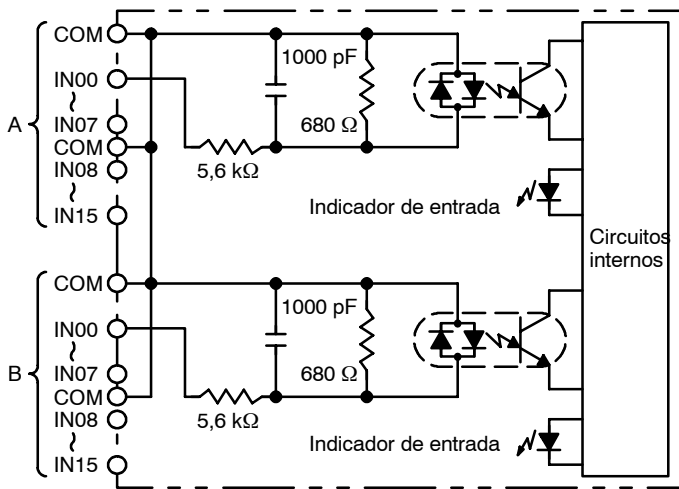 COM
1000 pF
IN00
A
IN07
680 Ω
COM
IN08
5,6 kΩ
IN15
Indicador de entrada
Circuitos
internos
COM
1000 pF
IN00
B
IN07
680 Ω
COM
IN08
5,6 kΩ
IN15
Indicador de entrada